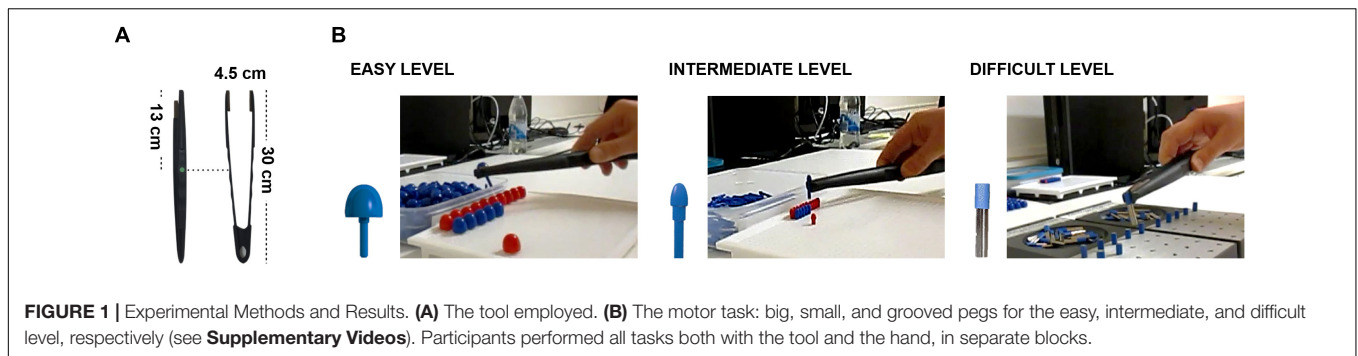 A
B
EASY LEVEL
INTERMEDIATE LEVEL
DIFFICULT LEVEL
4.5 cm
13 cm
30 cm
FIGURE 1 | Experimental Methods and Results. (A) The tool employed. (B) The motor task: big, small, and grooved pegs for the easy, intermediate, and difficult
level, respectively (see Supplementary Videos). Participants performed all tasks both with the tool and the hand, in separate blocks.